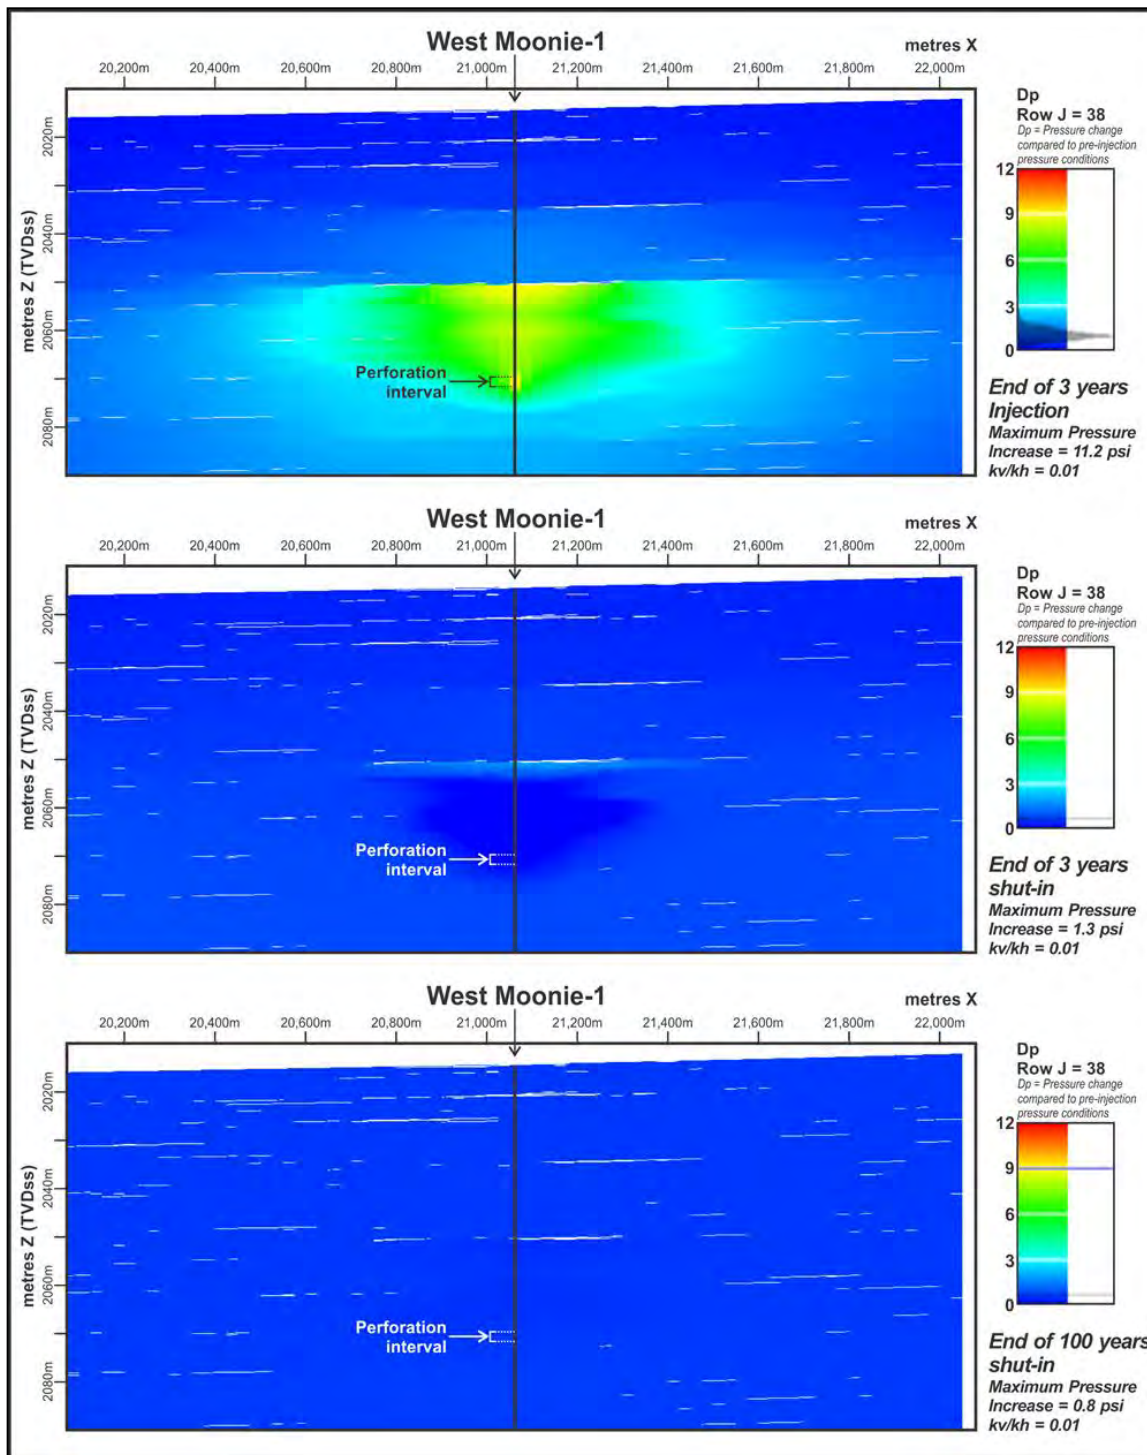 West Moonie-1
metres X
20,200m 20,400m 20,600m 20,800m 21,000m 21,200m 21,400m 21,600m 21,800m 22,000m
metres Z (TVDss)
2020m
2040m
2060m
2080m
Perforation
interval
Dp
Row J = 38
Dp = Pressure change
compared to pre-injection
pressure conditions
12
9
6
3
0
End of 3 years
Injection
Maximum Pressure
Increase = 11.2 psi
kv/kh = 0.01
West Moonie-1
metres X
20,200m 20,400m 20,600m 20,800m 21,000m 21,200m 21,400m 21,600m 21,800m 22,000m
metres Z (TVDss)
2020m
2040m
2060m
2080m
Perforation
interval
Dp
Row J = 38
Dp = Pressure change
compared to pre-injection
pressure conditions
12
9
6
3
0
End of 3 years
shut-in
Maximum Pressure
Increase = 1.3 psi
kv/kh = 0.01
West Moonie-1
metres X
20,200m 20,400m 20,600m 20,800m 21,000m 21,200m 21,400m 21,600m 21,800m 22,000m
metres Z (TVDss)
2020m
2040m
2060m
2080m
Perforation
interval
Dp
Row J = 38
Dp = Pressure change
compared to pre-injection
pressure conditions
12
9
6
3
0
End of 100 years
shut-in
Maximum Pressure
Increase = 0.8 psi
kv/kh = 0.01